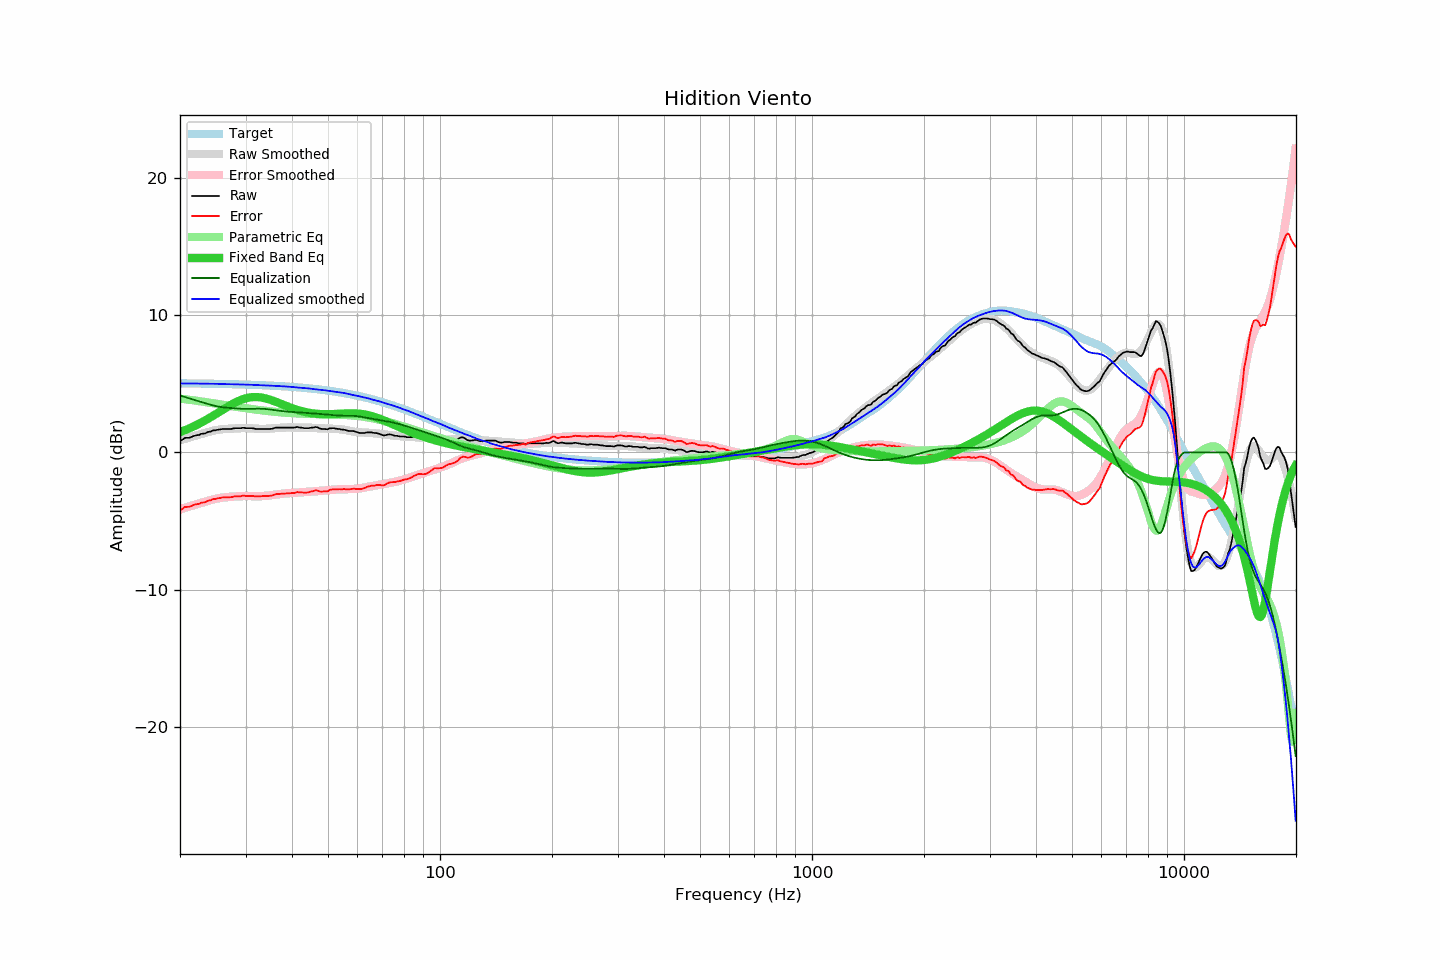 Hidition Viento
Target
Raw Smoothed
Error Smoothed
Raw
Error
Parametric Eq
Fixed Band Eq
Equalization
Equalized smoothed
20
10
0
−10
−20
Amplitude (dBr)
100
1000
10000
Frequency (Hz)